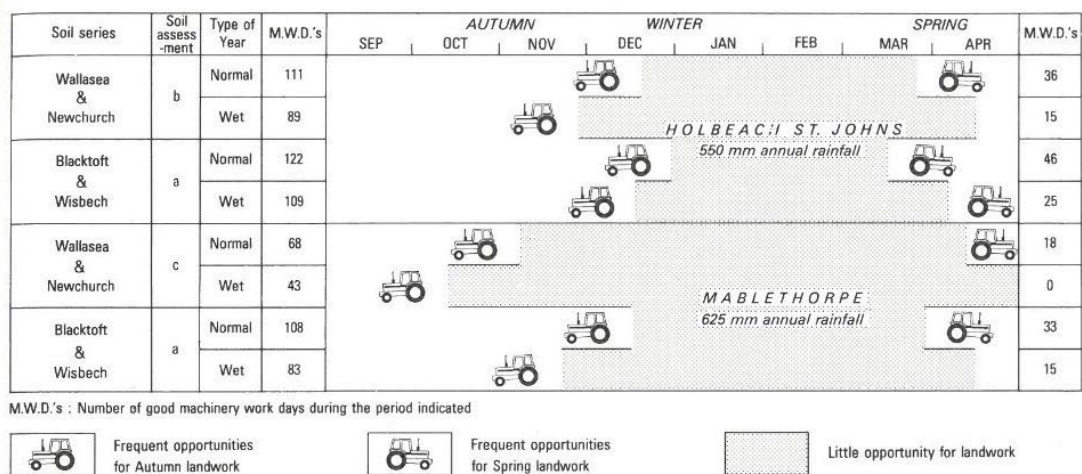 Soil series Soil assess -ment Type of Year M.W.D.'s AUTUMN WINTER SPRING M.W.D.'s
SEP OCT NOV DEC JAN FEB MAR APR
Wallasea & Newchurch b Normal 111 36
Wet 89 15
HOLBEACH ST. JOHNS
550 mm annual rainfall
Blacktoft & Wisbech a Normal 122 46
Wet 109 25
Wallasea & Newchurch c Normal 68 18
Wet 43 0
MABLETHORPE
625 mm annual rainfall
Blacktoft & Wisbech a Normal 108 33
Wet 83 15
M.W.D.'s : Number of good machinery work days during the period indicated
Frequent opportunities for Autumn landwork
Frequent opportunities for Spring landwork
Little opportunity for landwork